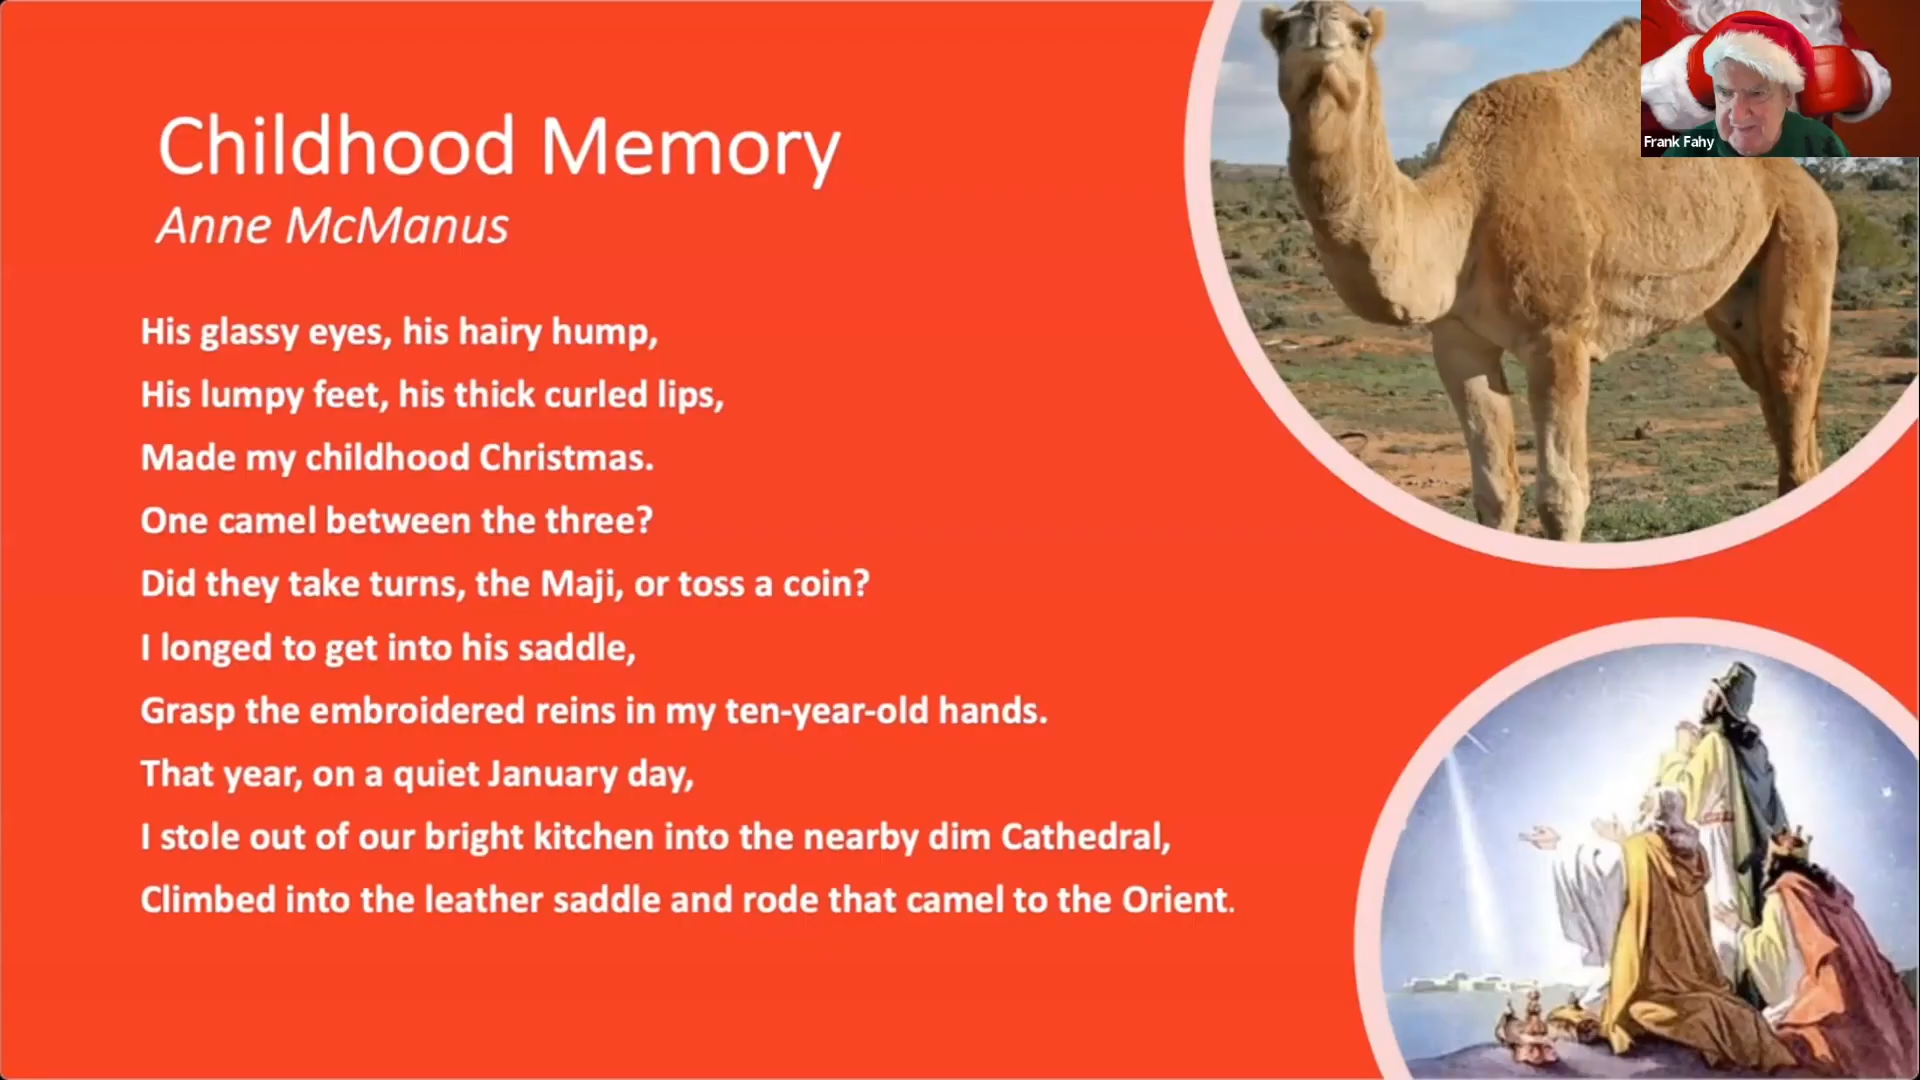 Childhood Memory
Anne McManus
His glassy eyes, his hairy hump,
His lumpy feet, his thick curled lips,
Made my childhood Christmas.
One camel between the three?
Did they take turns, the Maji, or toss a coin?
I longed to get into his saddle,
Grasp the embroidered reins in my ten-year-old hands.
That year, on a quiet January day,
I stole out of our bright kitchen into the nearby dim Cathedral,
Climbed into the leather saddle and rode that camel to the Orient.
Frank Fahy